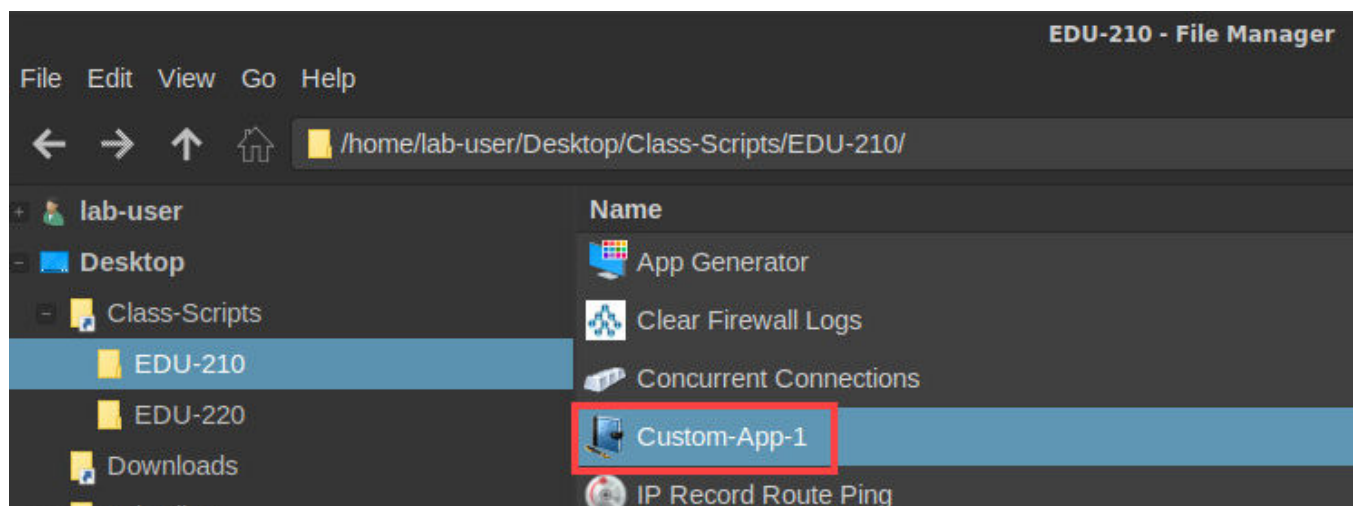 EDU-210 - File Manager
File Edit View Go Help
/home/lab-user/Desktop/Class-Scripts/EDU-210/
lab-user
Desktop
Class-Scripts
EDU-210
EDU-220
Downloads
Name
App Generator
Clear Firewall Logs
Concurrent Connections
Custom-App-1
IP Record Route Ping